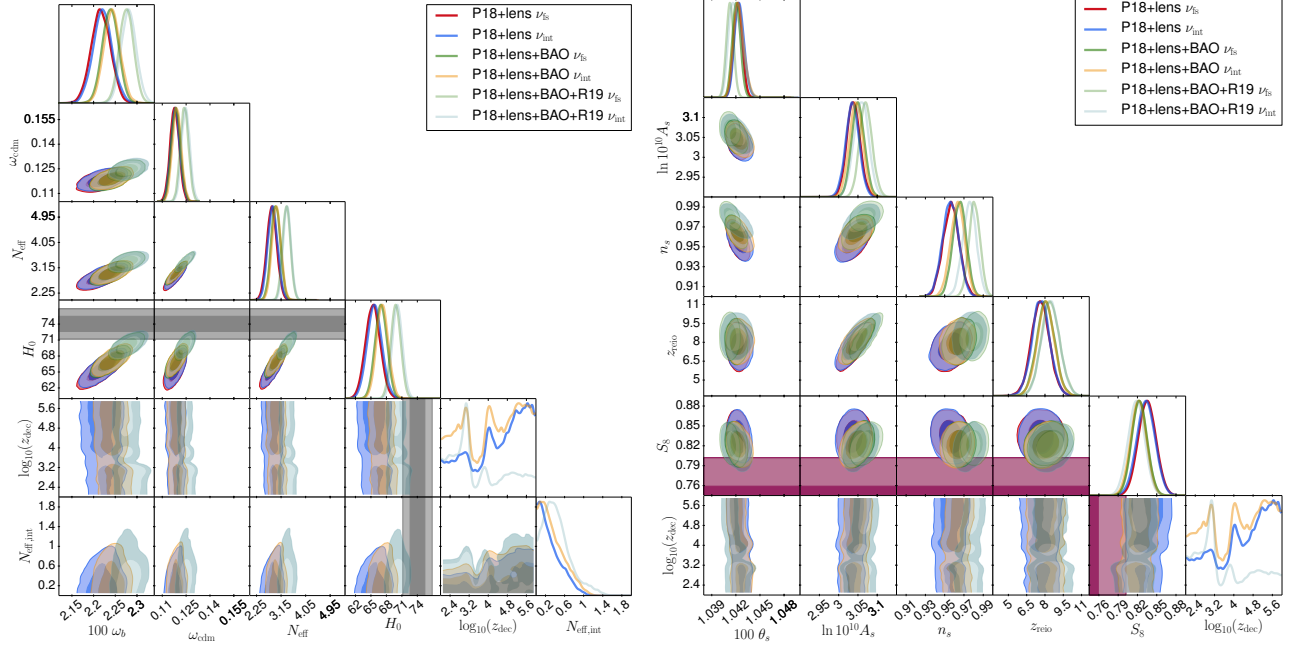 P18+lens ν_fs
P18+lens ν_int
P18+lens+BAO ν_fs
P18+lens+BAO ν_int
P18+lens+BAO+R19 ν_fs
P18+lens+BAO+R19 ν_int
0.155
0.14
0.125
0.11
ω_cdm
4.95
4.05
3.15
2.25
N_eff
74
71
68
65
62
H_0
5.6
4.8
4
3.2
2.4
log_10(z_dec)
1.8
1.4
1
0.6
0.2
N_eff,int
2.15 2.2 2.25 2.3
0.11 0.125 0.14 0.155
2.25 3.15 4.05 4.95
62 65 68 71 74
2.4 3.2 4 4.8 5.6
0.2 0.6 1 1.4 1.8
100 ω_b
ω_cdm
N_eff
H_0
log_10(z_dec)
N_eff,int
P18+lens ν_fs
P18+lens ν_int
P18+lens+BAO ν_fs
P18+lens+BAO ν_int
P18+lens+BAO+R19 ν_fs
P18+lens+BAO+R19 ν_int
3.1
3.05
3
2.95
ln 10^10 A_s
0.99
0.97
0.95
0.93
0.91
n_s
11
9.5
8
6.5
5
z_reio
0.88
0.85
0.82
0.79
0.76
S_8
5.6
4.8
4
3.2
2.4
log_10(z_dec)
1.039 1.042 1.045 1.048
2.95 3 3.05 3.1
0.91 0.93 0.95 0.97 0.99
5 6.5 8 9.5 11
0.76 0.79 0.82 0.85 0.88
2.4 3.2 4 4.8 5.6
100 θ_s
ln 10^10 A_s
n_s
z_reio
S_8
log_10(z_dec)